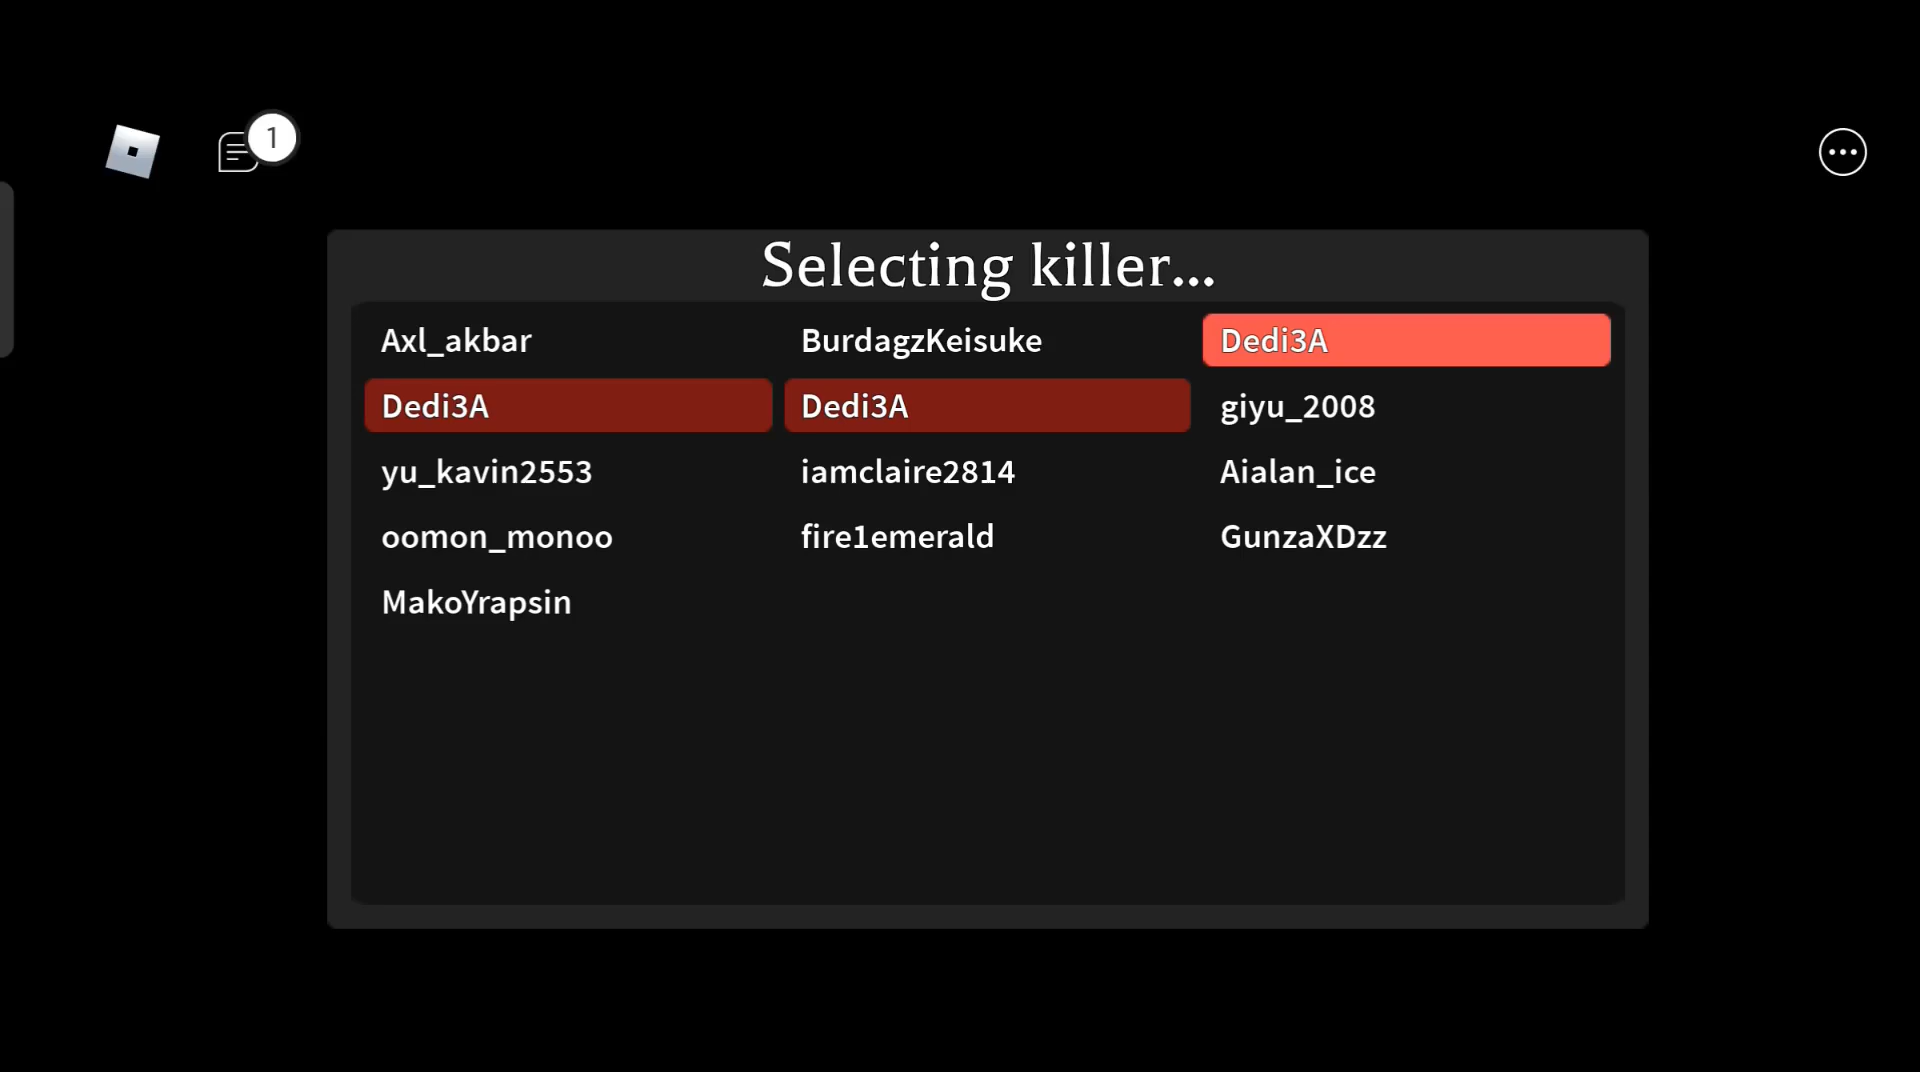 1
Selecting killer...
Axl_akbar BurdagzKeisuke Dedi3A
Dedi3A Dedi3A giyu_2008
yu_kavin2553 iamclaire2814 Aialan_ice
oomon_monoo fire1emerald GunzaXDzz
MakoYrapsin